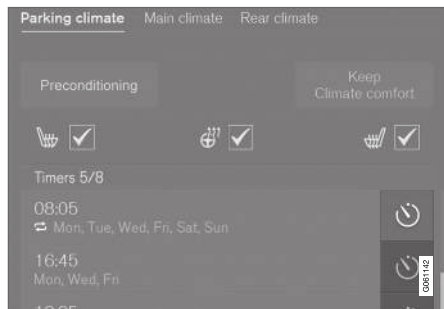 Parking climate Main climate Rear climate
Preconditioning
Keep
Climate comfort
Timers 5/8
08:05
Mon, Tue, Wed, Fri, Sat, Sun
16:45
Mon, Wed, Fri
G061142